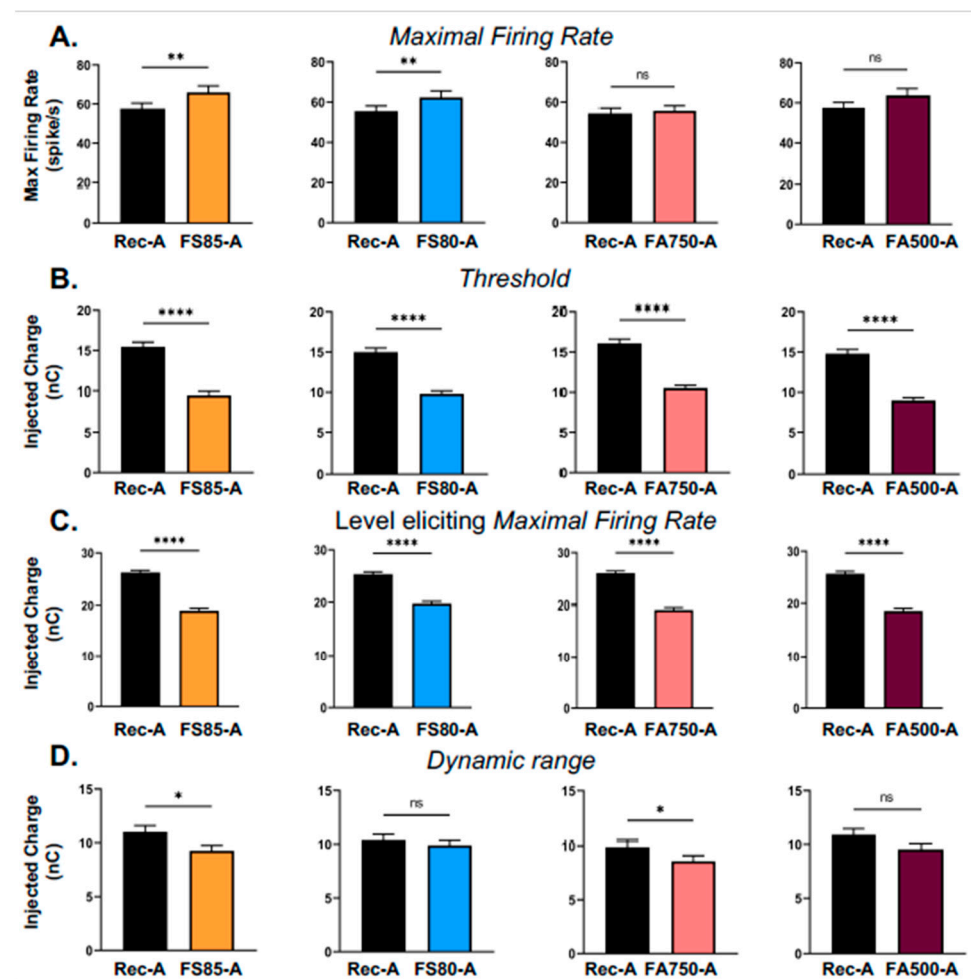 A. Maximal Firing Rate
Max Firing Rate
(spike/s)
80
60
40
20
0
**
Rec-A FS85-A
80
60
40
20
0
**
Rec-A FS80-A
80
60
40
20
0
ns
Rec-A FA750-A
80
60
40
20
0
ns
Rec-A FA500-A
B. Threshold
Injected Charge
(nC)
20
15
10
5
0
****
Rec-A FS85-A
20
15
10
5
0
****
Rec-A FS80-A
20
15
10
5
0
****
Rec-A FA750-A
20
15
10
5
0
****
Rec-A FA500-A
C. Level eliciting Maximal Firing Rate
Injected Charge
(nC)
30
20
10
0
****
Rec-A FS85-A
30
20
10
0
****
Rec-A FS80-A
30
20
10
0
****
Rec-A FA750-A
30
20
10
0
****
Rec-A FA500-A
D. Dynamic range
Injected Charge
(nC)
15
10
5
0
*
Rec-A FS85-A
15
10
5
0
ns
Rec-A FS80-A
15
10
5
0
*
Rec-A FA750-A
15
10
5
0
ns
Rec-A FA500-A